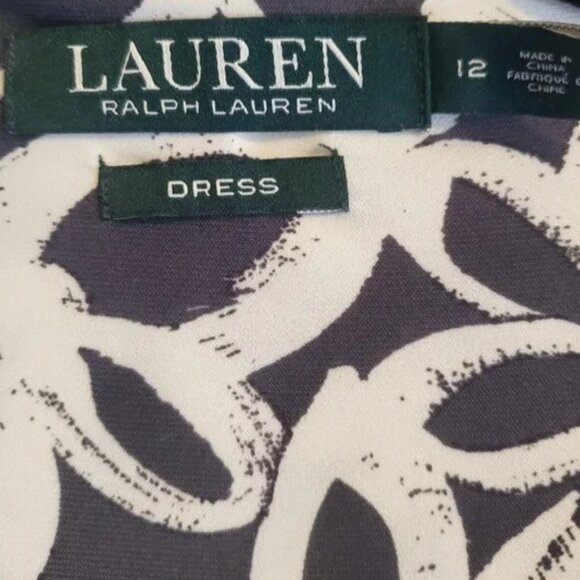 LAUREN
RALPH LAUREN
12
MADE IN
CHINA
FABRIQUÉ
CHINE
DRESS